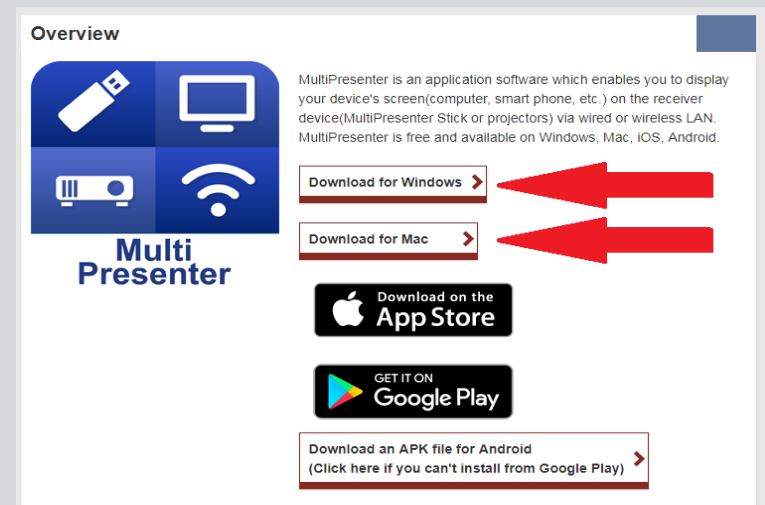 Overview
MultiPresenter is an application software which enables you to display
your device's screen(computer, smart phone, etc.) on the receiver
device(MultiPresenter Stick or projectors) via wired or wireless LAN.
MultiPresenter is free and available on Windows, Mac, iOS, Android.
Multi
Presenter
Download for Windows
Download for Mac
Download on the
App Store
GET IT ON
Google Play
Download an APK file for Android
(Click here if you can't install from Google Play)